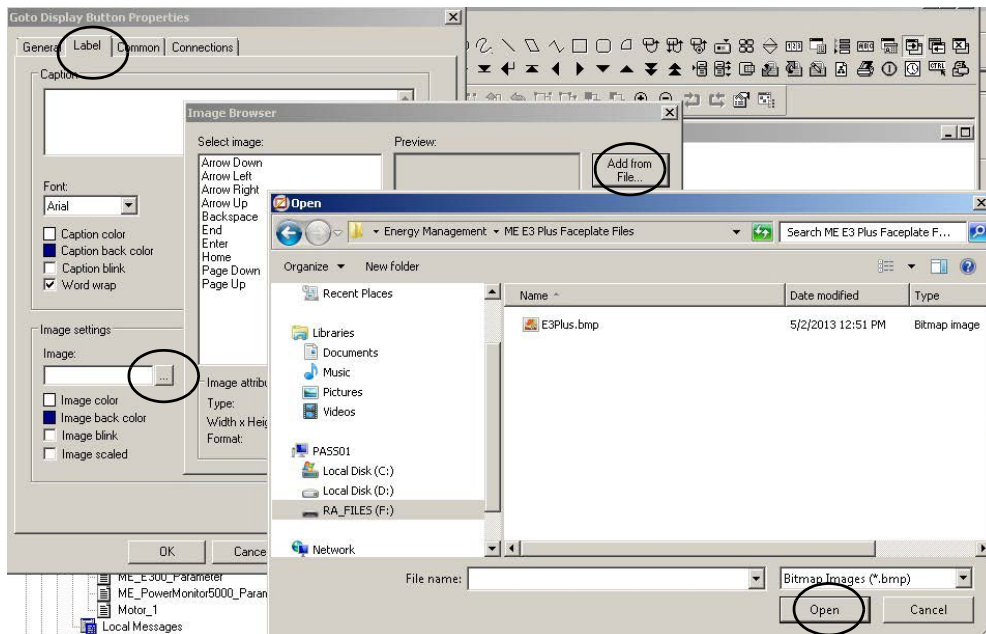 Goto Display Button Properties
General Label Common Connections
Caption
Font:
Arial
Caption color
Caption back color
Caption blink
Word wrap
Image settings
Image:
...
Image color
Image back color
Image blink
Image scaled
OK
Image Browser
Select image:
Preview:
Arrow Down
Arrow Left
Arrow Right
Arrow Up
Backspace
End
Enter
Home
Page Down
Page Up
Add from
File...
Type:
Format:
Open
Energy Management ME E3 Plus Faceplate Files
Search ME E3 Plus Faceplate F...
Organize New folder
Recent Places
Libraries
Documents
Music
Pictures
Videos
PASS01
Local Disk (C:)
Local Disk (D:)
RA_FILES (F:)
Network
Name Date modified Type
E3Plus.bmp 5/2/2013 12:51 PM Bitmap image
File name:
Bitmap Images (*.bmp)
Open Cancel
ME_E300_Parameter
ME_PowerMonitor5000_Param
Motor_1
Local Messages